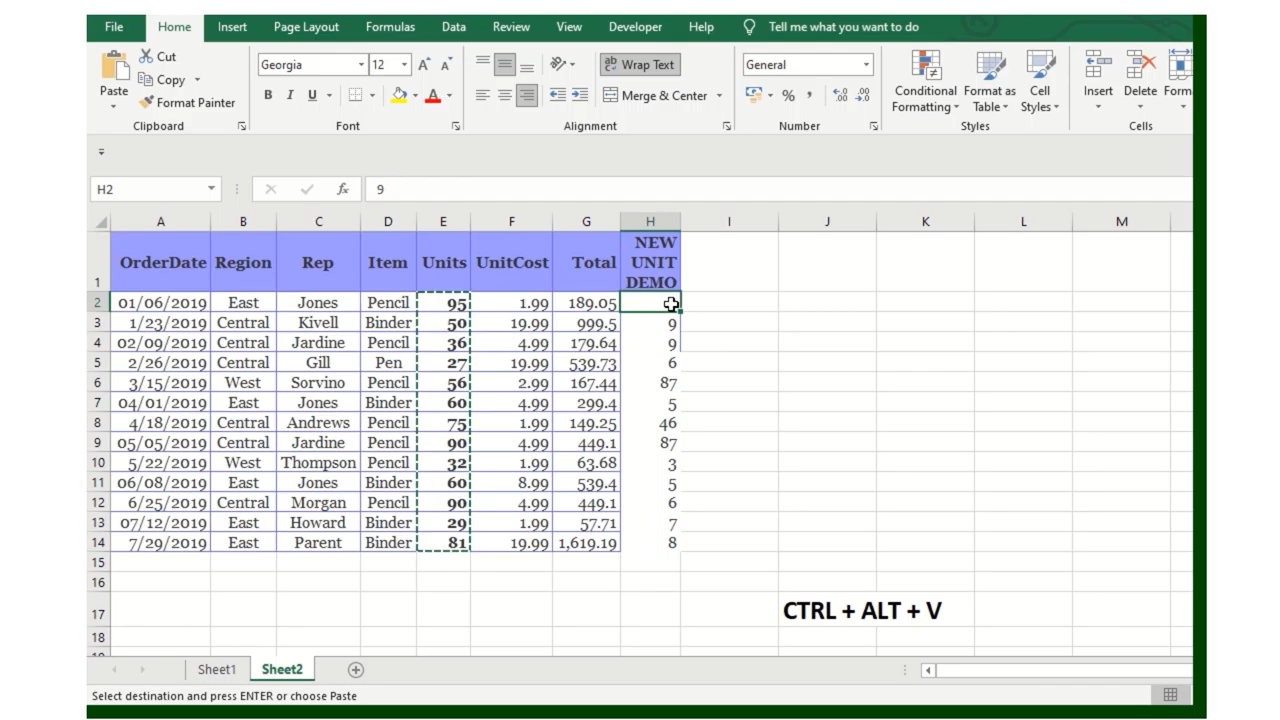 File Home Insert Page Layout Formulas Data Review View Developer Help Tell me what you want to do
Cut
Copy
Format Painter
Paste
Georgia 12 A A
B I U A
ab Wrap Text
Merge & Center
General
% , .00
Conditional Formatting
Format as Table
Cell Styles
Insert Delete Form
Clipboard Font Alignment Number Styles Cells
H2 fx 9
A B C D E F G H I J K L M
1 OrderDate Region Rep Item Units UnitCost Total NEW UNIT DEMO
2 01/06/2019 East Jones Pencil 95 1.99 189.05
3 1/23/2019 Central Kivell Binder 50 19.99 999.5 9
4 02/09/2019 Central Jardine Pencil 36 4.99 179.64 9
5 2/26/2019 Central Gill Pen 27 19.99 539.73 6
6 3/15/2019 West Sorvino Pencil 56 2.99 167.44 87
7 04/01/2019 East Jones Binder 60 4.99 299.4 5
8 4/18/2019 Central Andrews Pencil 75 1.99 149.25 46
9 05/05/2019 Central Jardine Pencil 90 4.99 449.1 87
10 5/22/2019 West Thompson Pencil 32 1.99 63.68 3
11 06/08/2019 East Jones Binder 60 8.99 539.4 5
12 6/25/2019 Central Morgan Pencil 90 4.99 449.1 6
13 07/12/2019 East Howard Binder 29 1.99 57.71 7
14 7/29/2019 East Parent Binder 81 19.99 1,619.19 8
15
16
17 CTRL + ALT + V
18
Sheet1 Sheet2
Select destination and press ENTER or choose Paste